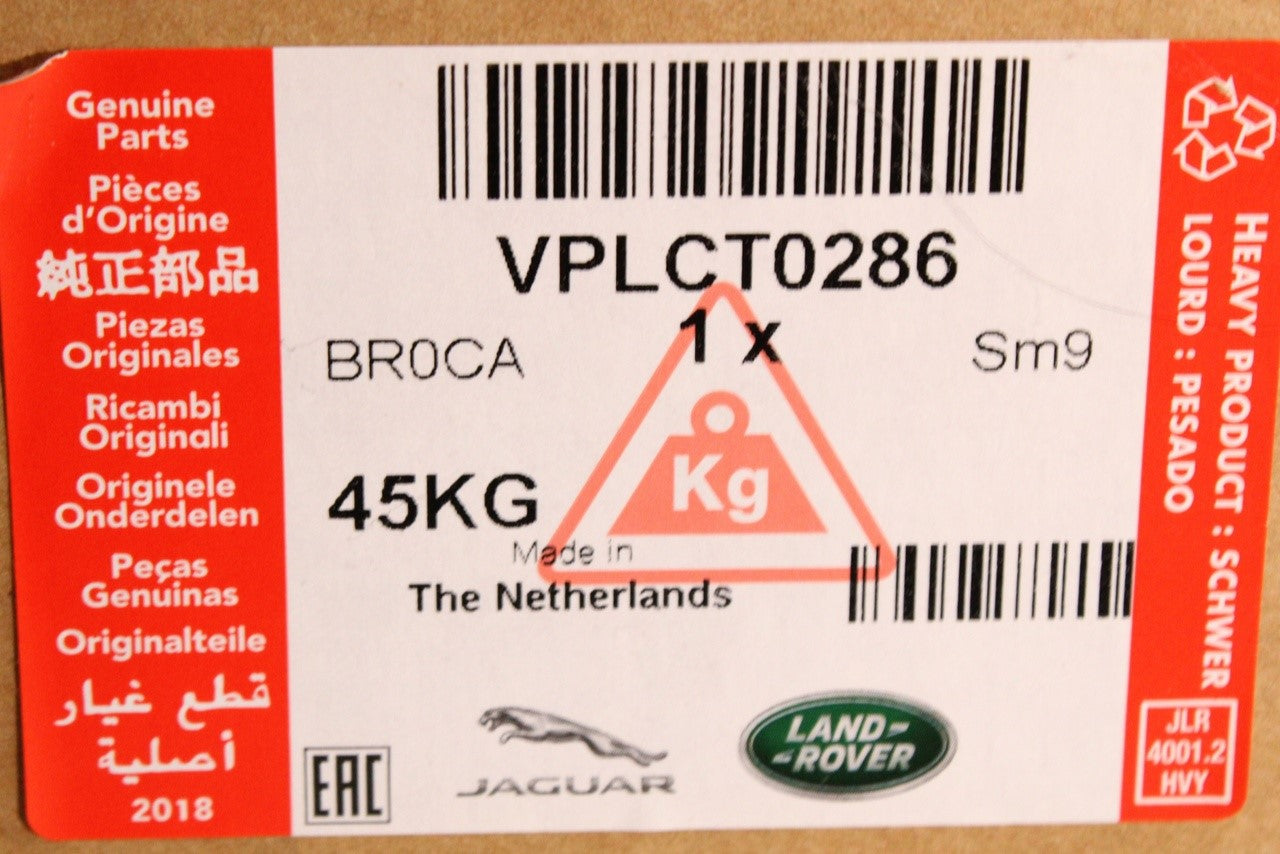 Genuine
Parts
Pièces
d'Origine
純正部品
Piezas
Originales
Ricambi
Originali
Originele
Onderdelen
Peças
Genuinas
Originalteile
قطع غيار
أصلية
2018
VPLCT0286
1 x
BR0CA
Sm9
45KG
Kg
Made in
The Netherlands
EAC
JAGUAR
LAND-
-ROVER
HEAVY PRODUCT : SCHWER
LOURD : PESADO
JLR
4001.2
HVY